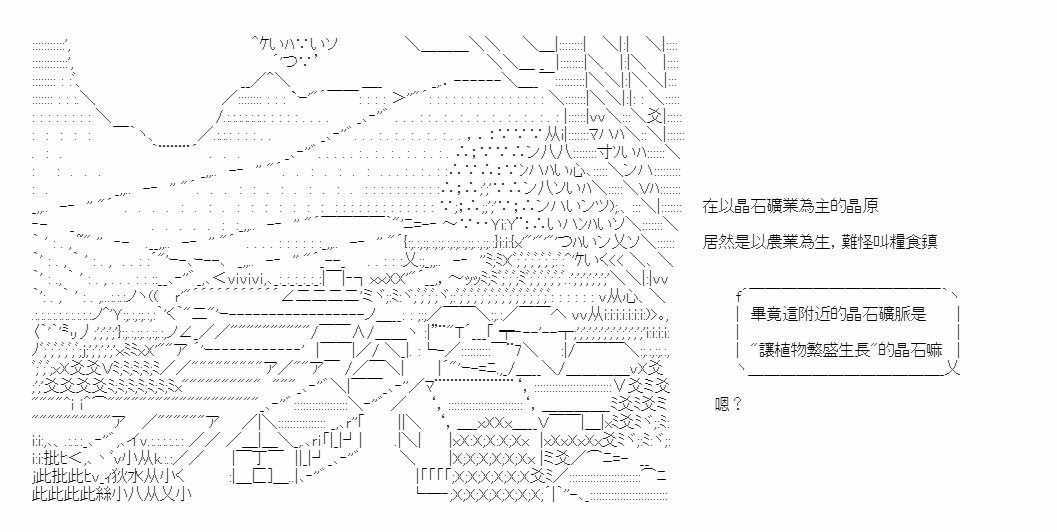 在以晶石礦業為主的晶原
居然是以農業為生，難怪叫糧食鎮
畢竟這附近的晶石礦脈是
"讓植物繁盛生長"的晶石嘛
嗯？